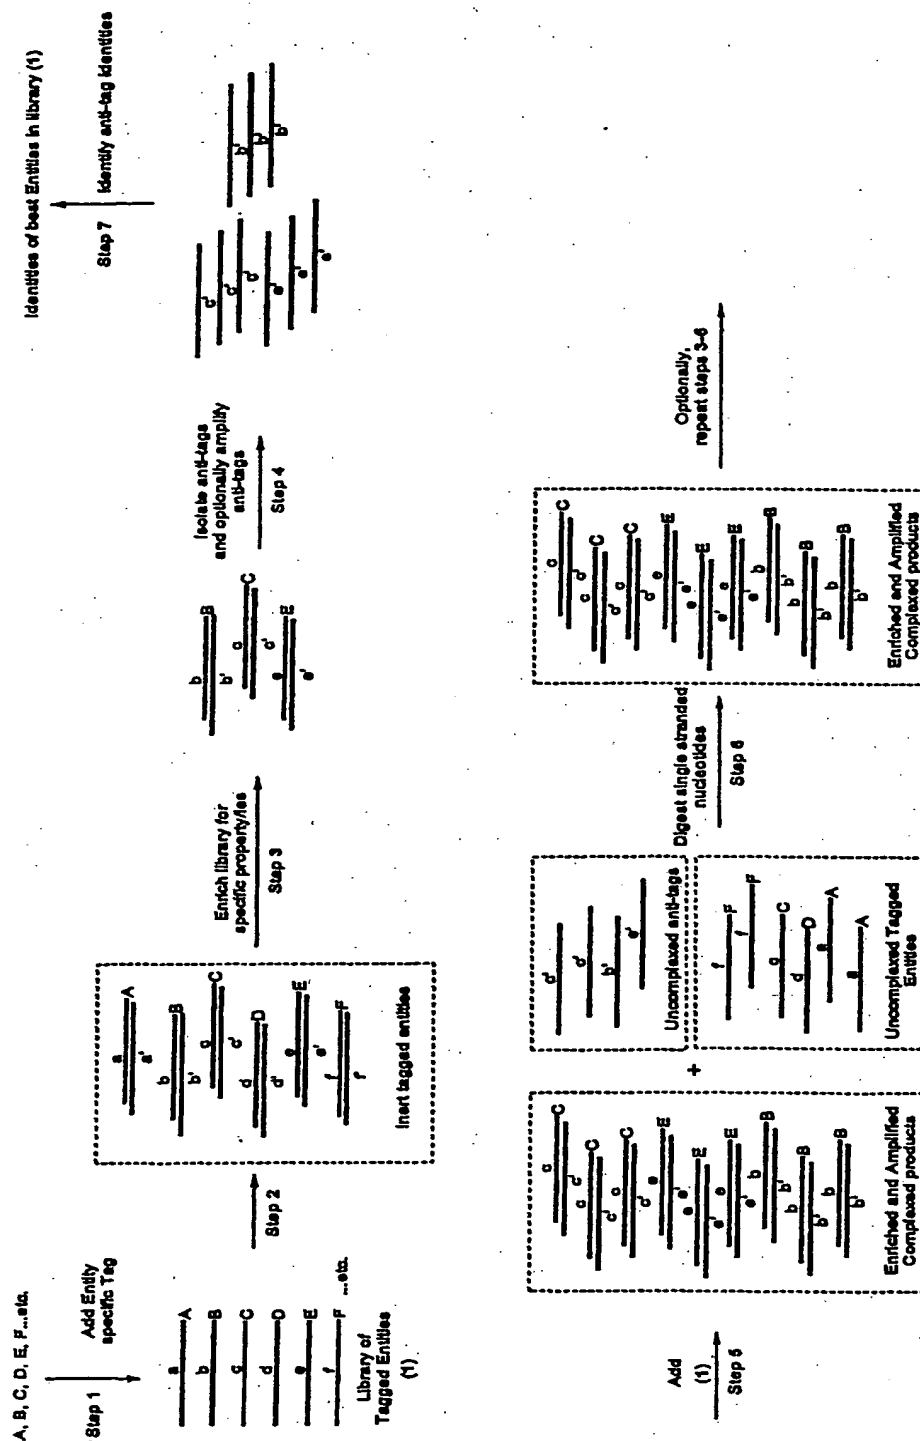 A, B, C, D, E, F...etc.
Step 1
Add Entity
specific Tag
a
A
b
B
c
C
d
D
e
E
f
F
...etc.
Library of
Tagged Entities
(1)
Step 2
a
A
a'
b
B
b'
c
C
c'
d
D
d'
e
E
e'
f
F
f'
Inert tagged entities
Enrich library for
specific property/ies
Step 3
b
B
b'
c
C
c'
e
E
e'
Isolate anti-tags
and optionally amplify
anti-tags
Step 4
c'
c'
c'
e'
e'
e'
b'
b'
b'
Step 7
Identify anti-tag identities
Identities of best Entities in library (1)
Add
(1)
Step 5
c
C
c'
c
C
c'
c
C
c'
e
E
e'
e
E
e'
e
E
e'
b
B
b'
b
B
b'
b
B
b'
Enriched and Amplified
Complexed products
+
c'
c'
b'
e'
Uncomplexed anti-tags
f
F
f
F
C
d
D
A
a
A
Uncomplexed Tagged
Entities
Digest single stranded
nucleotides
Step 6
c
C
c'
c
C
c'
c
C
c'
e
E
e'
e
E
e'
e
E
e'
b
B
b'
b
B
b'
b
B
b'
Enriched and Amplified
Complexed products
Optionally,
repeat steps 3-6